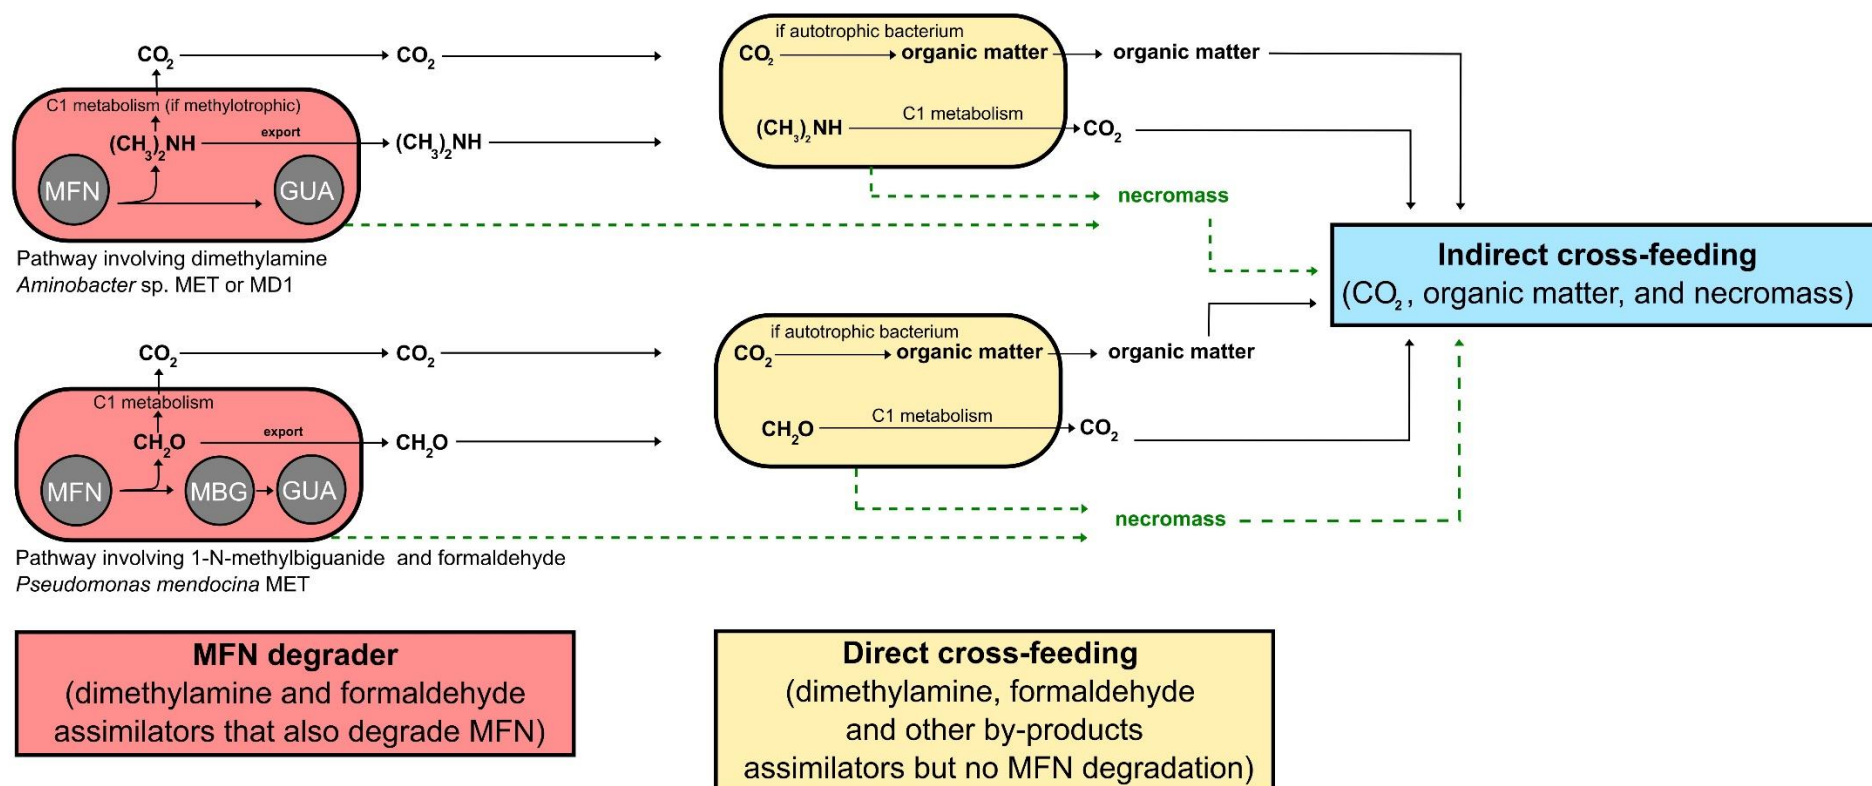 if autotrophic bacterium
CO₂
CO₂
CO₂
organic matter
organic matter
C1 metabolism (if methylotrophic)
(CH₃)₂NH
export
(CH₃)₂NH
(CH₃)₂NH
C1 metabolism
CO₂
MFN
GUA
necromass
Pathway involving dimethylamine
Aminobacter sp. MET or MD1
Indirect cross-feeding
(CO₂, organic matter, and necromass)
if autotrophic bacterium
CO₂
CO₂
CO₂
organic matter
organic matter
C1 metabolism
CH₂O
export
CH₂O
CH₂O
C1 metabolism
CO₂
MFN
MBG
GUA
necromass
Pathway involving 1-N-methylbiguanide and formaldehyde
Pseudomonas mendocina MET
MFN degrader
(dimethylamine and formaldehyde
assimilators that also degrade MFN)
Direct cross-feeding
(dimethylamine, formaldehyde
and other by-products
assimilators but no MFN degradation)